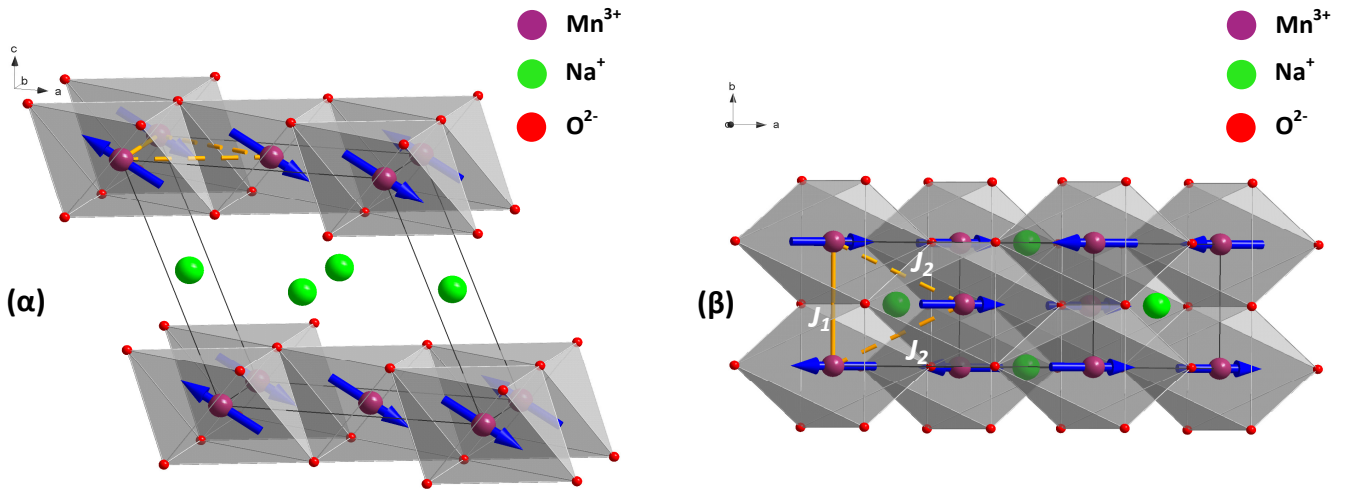 Mn³⁺
Na⁺
O²⁻
c
b
a
(α)
Mn³⁺
Na⁺
O²⁻
b
c
a
J₂
J₁
J₂
(β)